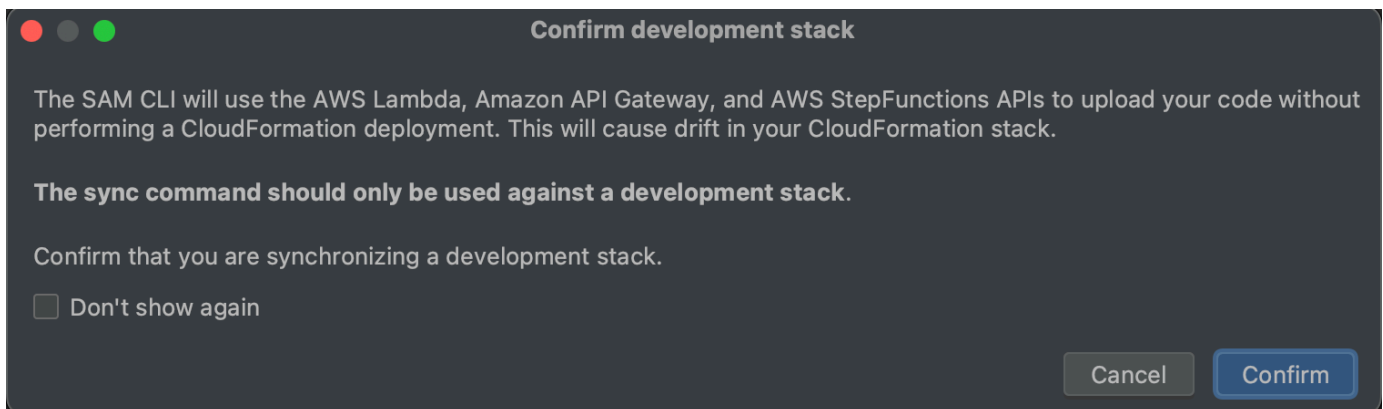 Confirm development stack
The SAM CLI will use the AWS Lambda, Amazon API Gateway, and AWS StepFunctions APIs to upload your code without
performing a CloudFormation deployment. This will cause drift in your CloudFormation stack.
The sync command should only be used against a development stack.
Confirm that you are synchronizing a development stack.
Don't show again
Cancel
Confirm